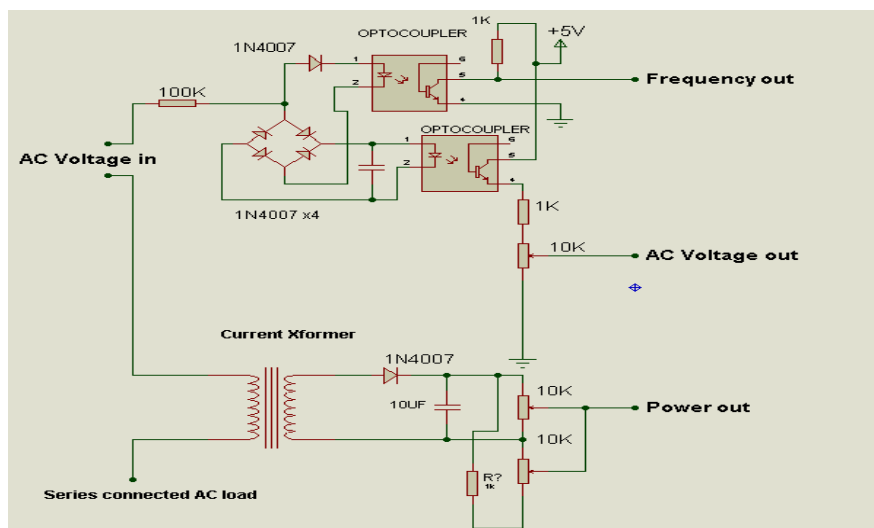 1K
OPTOCOUPLER
+5V
1N4007
1
6
5
2
4
Frequency out
100K
OPTOCOUPLER
1
6
5
2
4
AC Voltage in
1N4007 x4
1K
10K
AC Voltage out
Current Xformer
1N4007
10K
10UF
Power out
10K
R?
1k
Series connected AC load